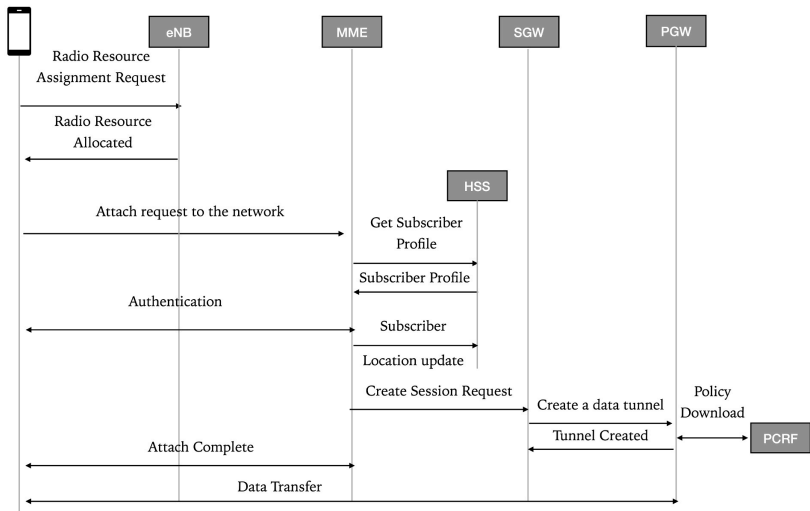 eNB
MME
SGW
PGW
Radio Resource
Assignment Request
Radio Resource
Allocated
HSS
Attach request to the network
Get Subscriber
Profile
Subscriber Profile
Authentication
Subscriber
Location update
Create Session Request
Create a data tunnel
Policy
Download
Tunnel Created
PCRF
Attach Complete
Data Transfer